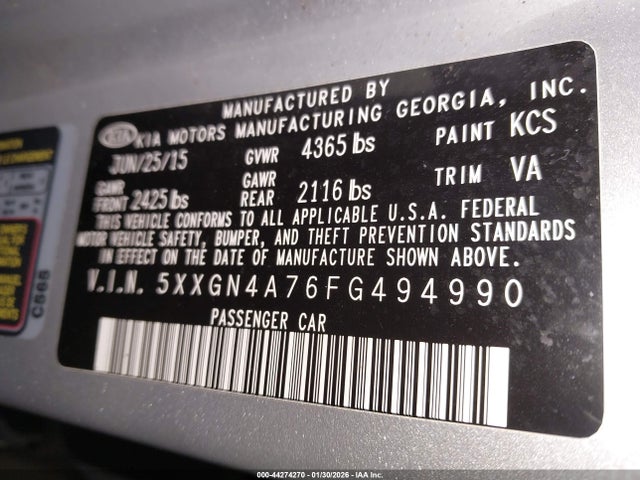 MANUFACTURED BY
KIA KIA MOTORS MANUFACTURING GEORGIA, INC.
JUN/25/15 GVWR 4365 lbs PAINT KCS
GAWR FRONT 2425 lbs GAWR REAR 2116 lbs TRIM VA
THIS VEHICLE CONFORMS TO ALL APPLICABLE U.S.A. FEDERAL
MOTOR VEHICLE SAFETY, BUMPER, AND THEFT PREVENTION STANDARDS
IN EFFECT ON THE DATE OF MANUFACTURE SHOWN ABOVE.
V.I.N. 5XXGN4A76FG494990
PASSENGER CAR
C565
000-44274270 - 01/30/2026 - Copyright © IAA, Inc.